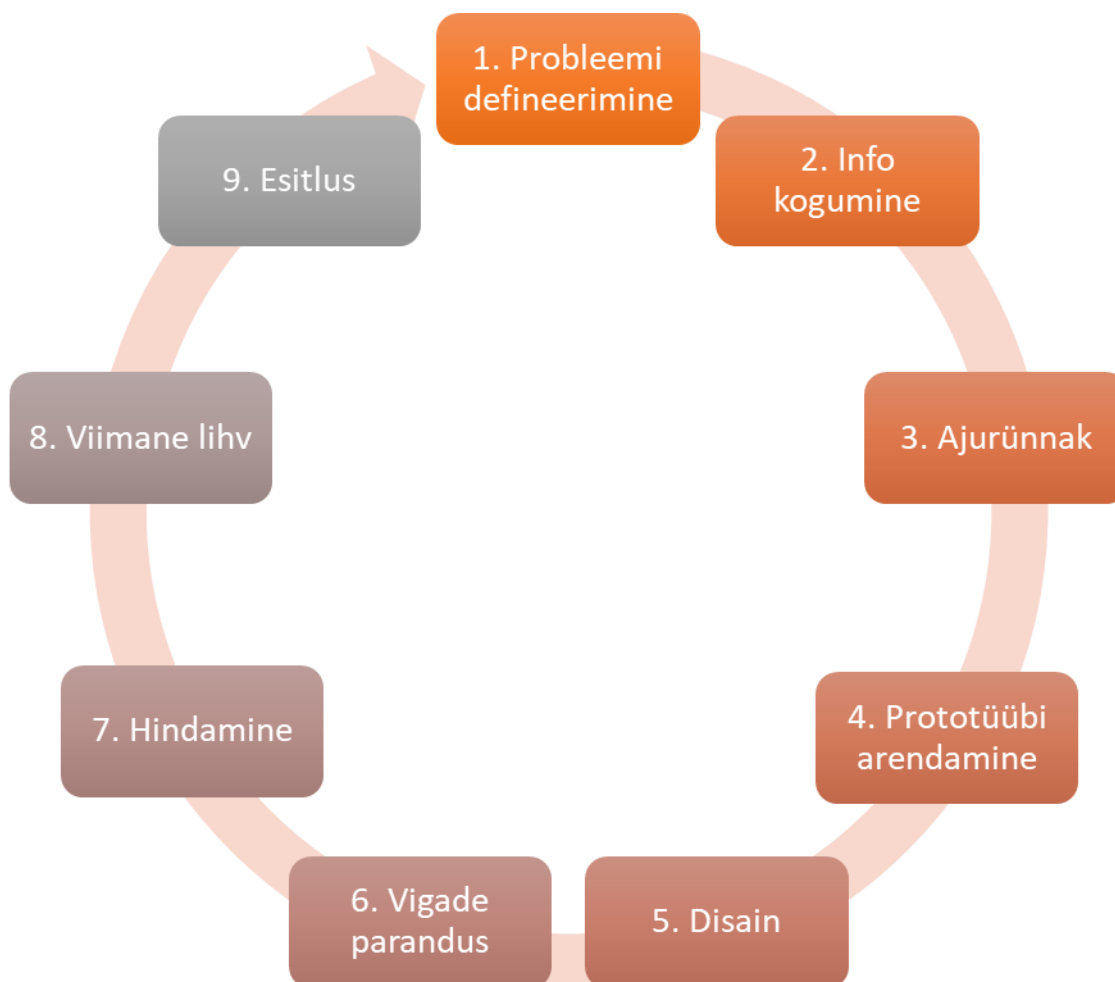 1. Probleemi
defineerimine
2. Info
kogumine
3. Ajurünnak
4. Prototüübi
arendamine
5. Disain
6. Vigade
parandus
7. Hindamine
8. Viimane lihv
9. Esitlus